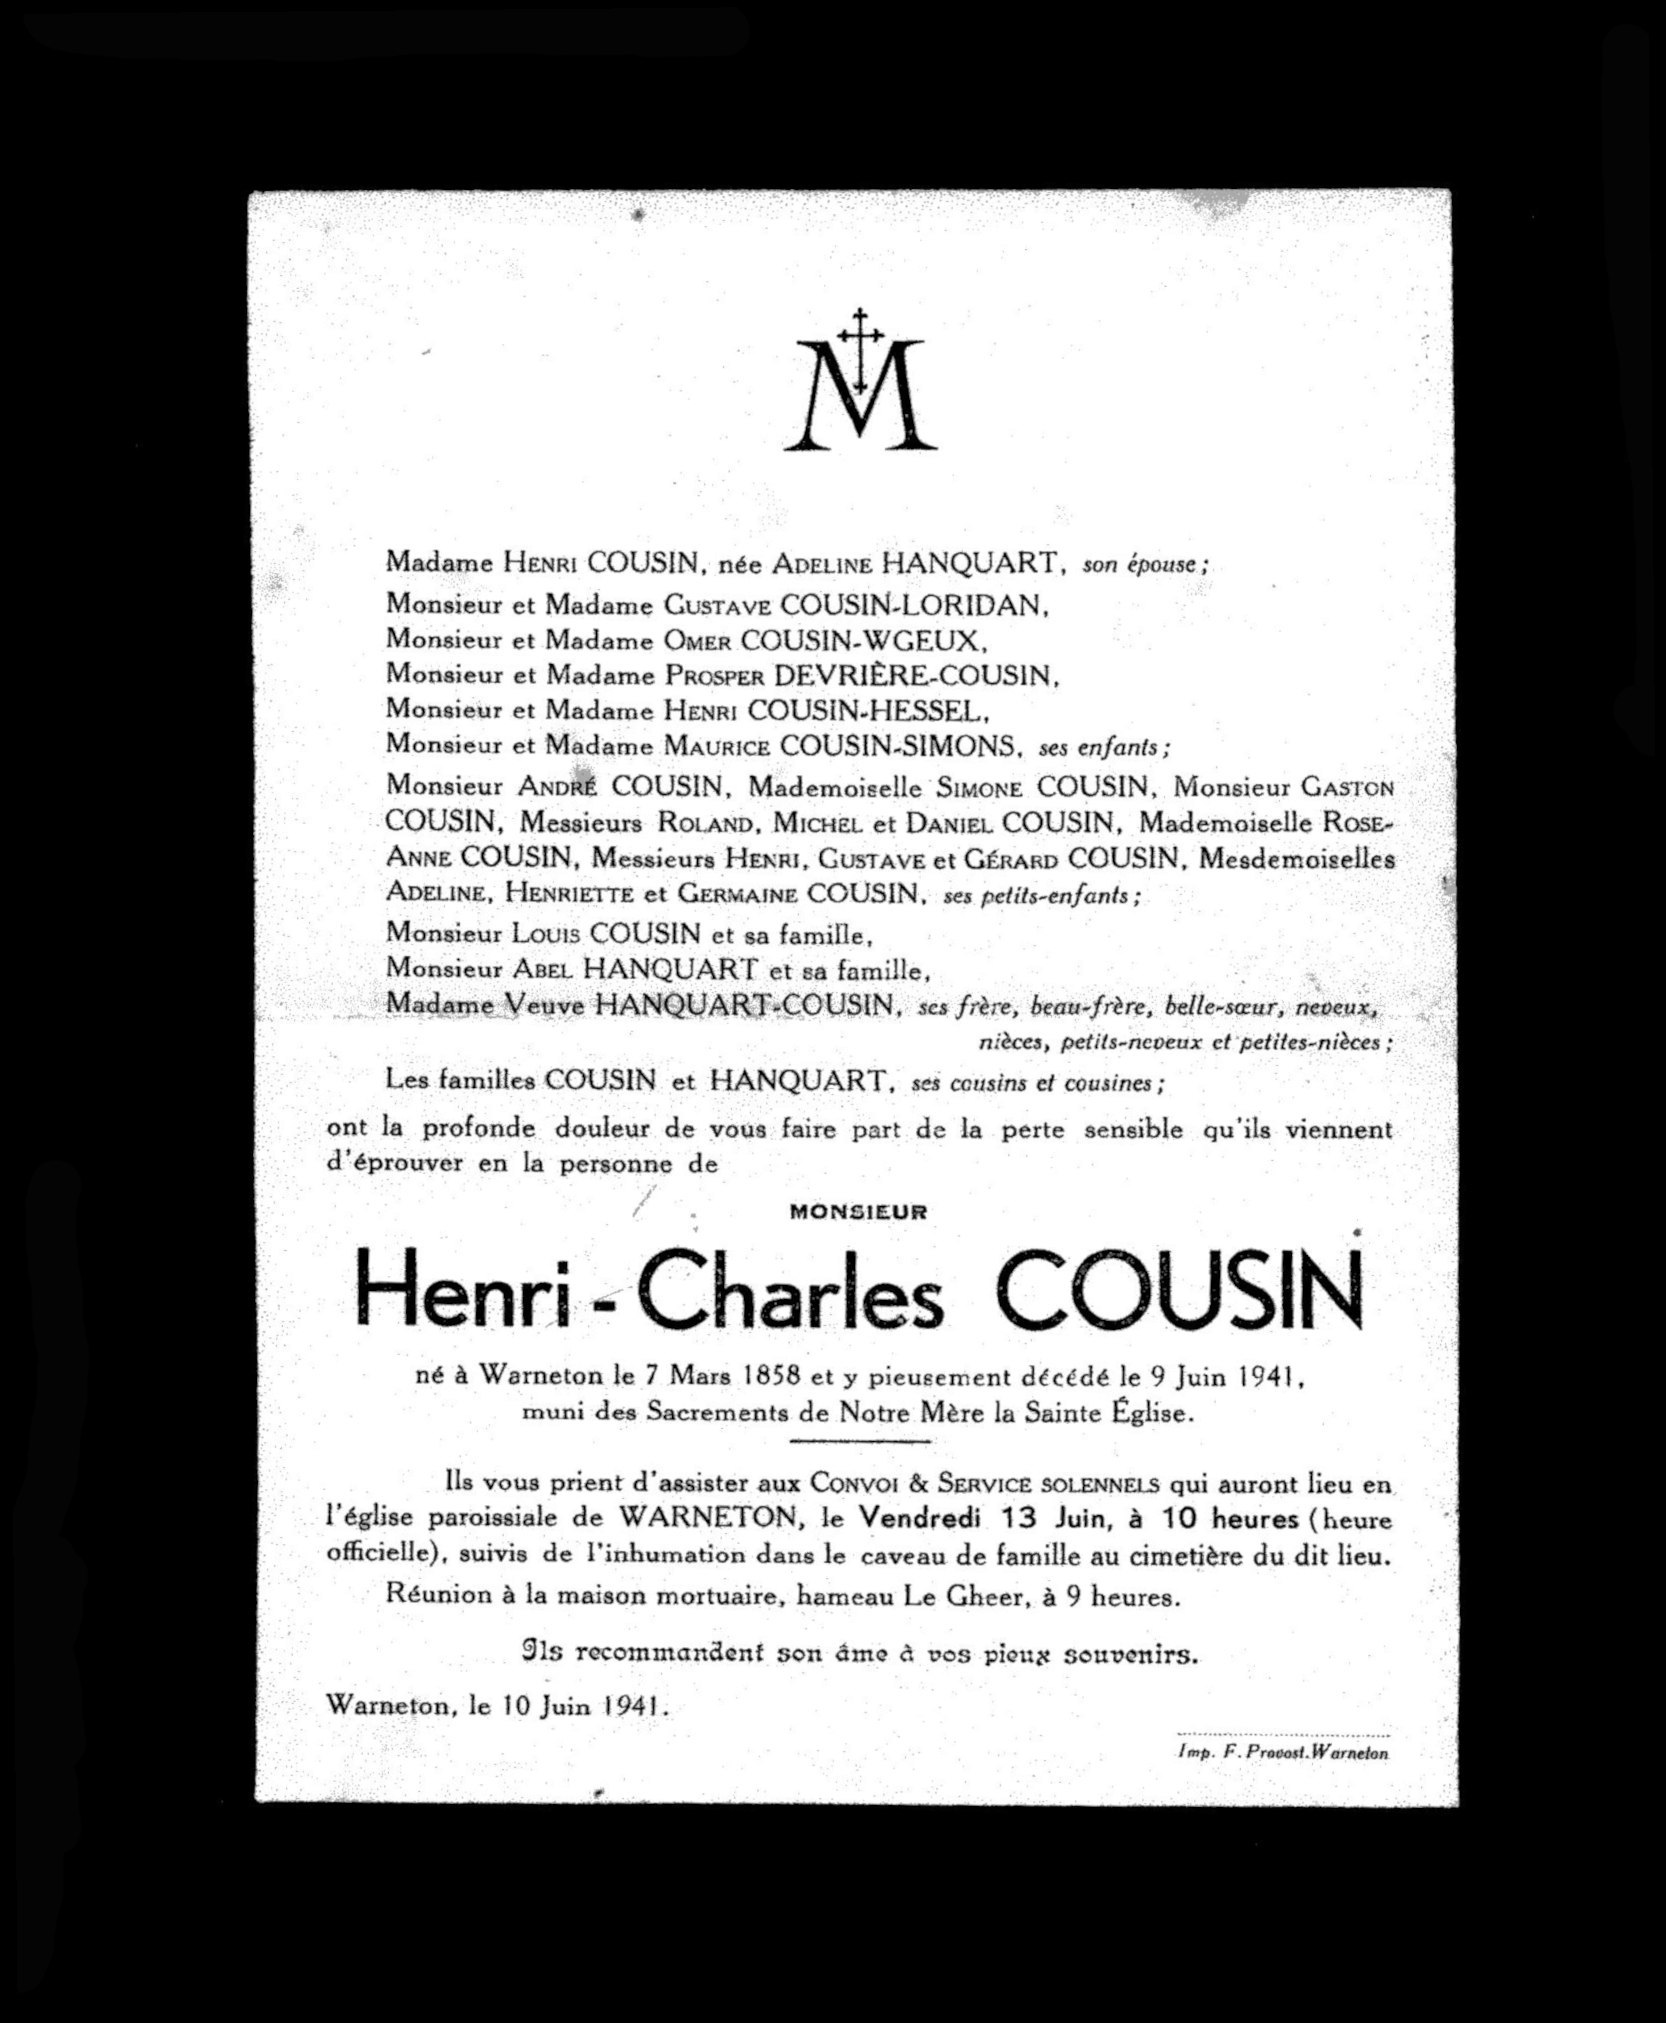 M
Madame HENRI COUSIN, née ADELINE HANQUART, son épouse ;
Monsieur et Madame GUSTAVE COUSIN-LORIDAN,
Monsieur et Madame OMER COUSIN-WGEUX,
Monsieur et Madame PROSPER DEVRIÈRE-COUSIN,
Monsieur et Madame HENRI COUSIN-HESSEL,
Monsieur et Madame MAURICE COUSIN-SIMONS, ses enfants ;
Monsieur ANDRÉ COUSIN, Mademoiselle SIMONE COUSIN, Monsieur GASTON
COUSIN, Messieurs ROLAND, MICHEL et DANIEL COUSIN, Mademoiselle ROSE-
ANNE COUSIN, Messieurs HENRI, GUSTAVE et GÉRARD COUSIN, Mesdemoiselles
ADELINE, HENRIETTE et GERMAINE COUSIN, ses petits-enfants ;
Monsieur LOUIS COUSIN et sa famille,
Monsieur ABEL HANQUART et sa famille,
Madame Veuve HANQUART-COUSIN, ses frère, beau-frère, belle-sœur, neveux,
nièces, petits-neveux et petites-nièces ;
Les familles COUSIN et HANQUART, ses cousins et cousines ;
ont la profonde douleur de vous faire part de la perte sensible qu'ils viennent
d'éprouver en la personne de
MONSIEUR
Henri - Charles COUSIN
né à Warneton le 7 Mars 1858 et y pieusement décédé le 9 Juin 1941,
muni des Sacrements de Notre Mère la Sainte Église.
Ils vous prient d'assister aux CONVOI & SERVICE SOLENNELS qui auront lieu en
l'église paroissiale de WARNETON, le Vendredi 13 Juin, à 10 heures (heure
officielle), suivis de l'inhumation dans le caveau de famille au cimetière du dit lieu.
Réunion à la maison mortuaire, hameau Le Gheer, à 9 heures.
Ils recommandent son âme à vos pieux souvenirs.
Warneton, le 10 Juin 1941.
Imp. F. Provost. Warneton